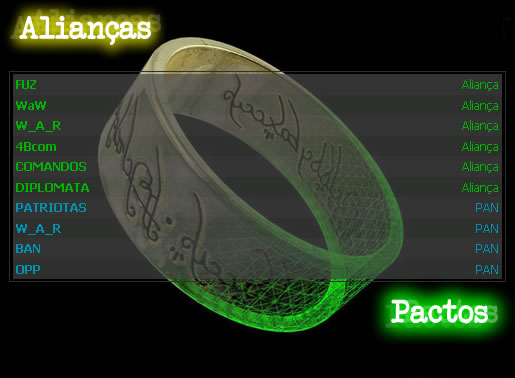 Alianças
FUZ Aliança
WaW Aliança
W_A_R Aliança
4Bcom Aliança
COMANDOS Aliança
DIPLOMATA Aliança
PATRIOTAS PAN
W_A_R PAN
BAN PAN
OPP PAN
Pactos